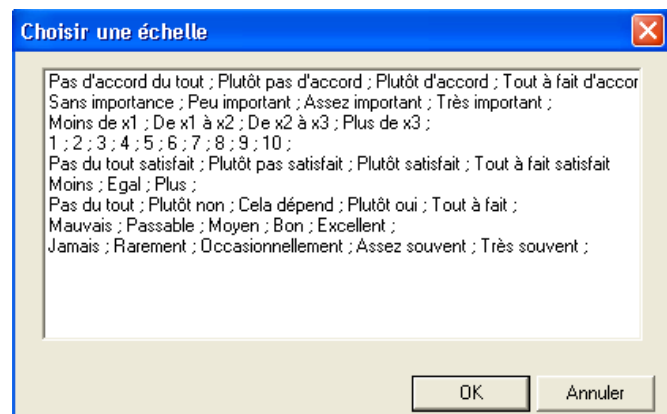 Choisir une échelle
Pas d'accord du tout ; Plutôt pas d'accord ; Plutôt d'accord ; Tout à fait d'accor
Sans importance ; Peu important ; Assez important ; Très important ;
Moins de x1 ; De x1 à x2 ; De x2 à x3 ; Plus de x3 ;
1 ; 2 ; 3 ; 4 ; 5 ; 6 ; 7 ; 8 ; 9 ; 10 ;
Pas du tout satisfait ; Plutôt pas satisfait ; Plutôt satisfait ; Tout à fait satisfait
Moins ; Egal ; Plus ;
Pas du tout ; Plutôt non ; Cela dépend ; Plutôt oui ; Tout à fait ;
Mauvais ; Passable ; Moyen ; Bon ; Excellent ;
Jamais ; Rarement ; Occasionnellement ; Assez souvent ; Très souvent ;
OK Annuler